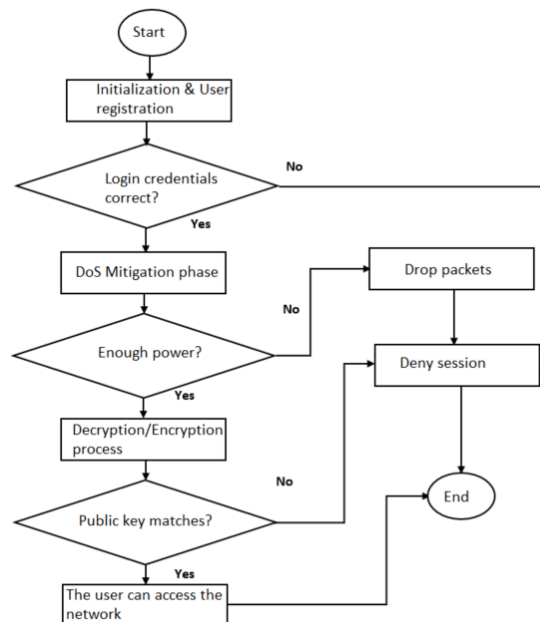 Start
Initialization & User
registration
No
Login credentials
correct?
Yes
DoS Mitigation phase
Drop packets
No
Enough power?
Deny session
Yes
Decryption/Encryption
process
No
Public key matches?
End
Yes
The user can access the
network